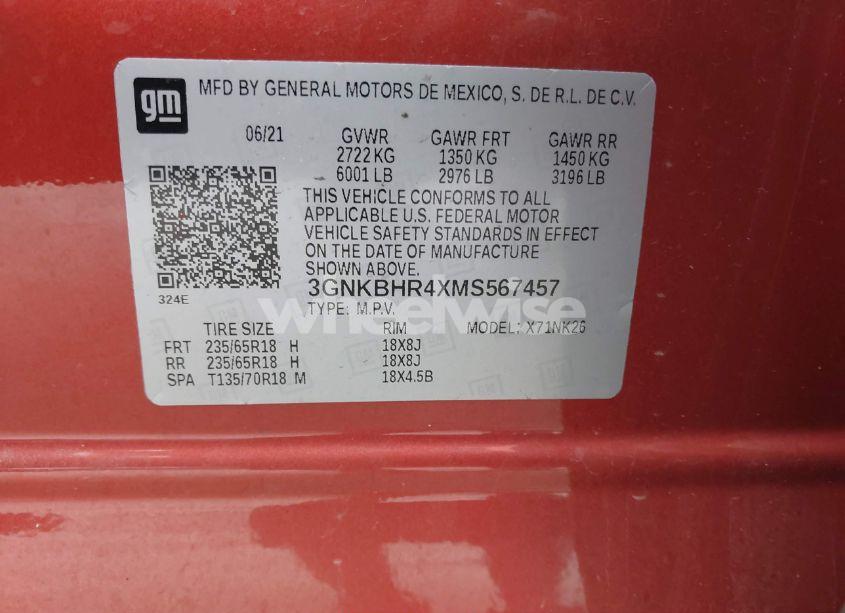 gm
MFD BY GENERAL MOTORS DE MEXICO, S. DE R.L. DE C.V.
06/21 GVWR GAWR FRT GAWR RR
2722 KG 1350 KG 1450 KG
6001 LB 2976 LB 3196 LB
THIS VEHICLE CONFORMS TO ALL
APPLICABLE U.S. FEDERAL MOTOR
VEHICLE SAFETY STANDARDS IN EFFECT
ON THE DATE OF MANUFACTURE
SHOWN ABOVE.
324E
3GNKBHR4XMS567457
TYPE: M.P.V.
wheelwise
TIRE SIZE RIM MODEL: X71NK26
FRT 235/65R18 H 18X8J
RR 235/65R18 H 18X8J
SPA T135/70R18 M 18X4.5B